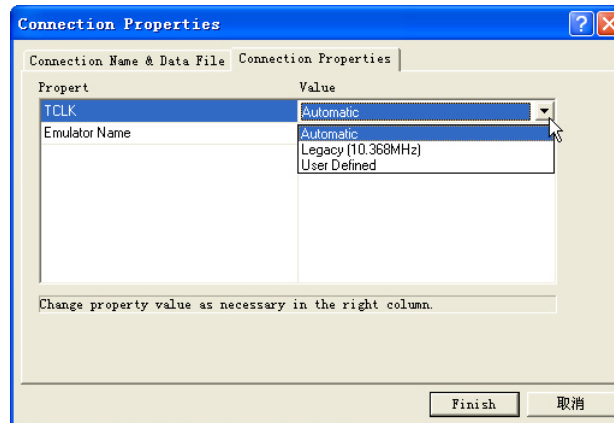 Connection Properties
Connection Name & Data File Connection Properties
Propert Value
TCLK Automatic
Emulator Name Automatic
Legacy (10.368MHz)
User Defined
Change property value as necessary in the right column.
Finish 取消